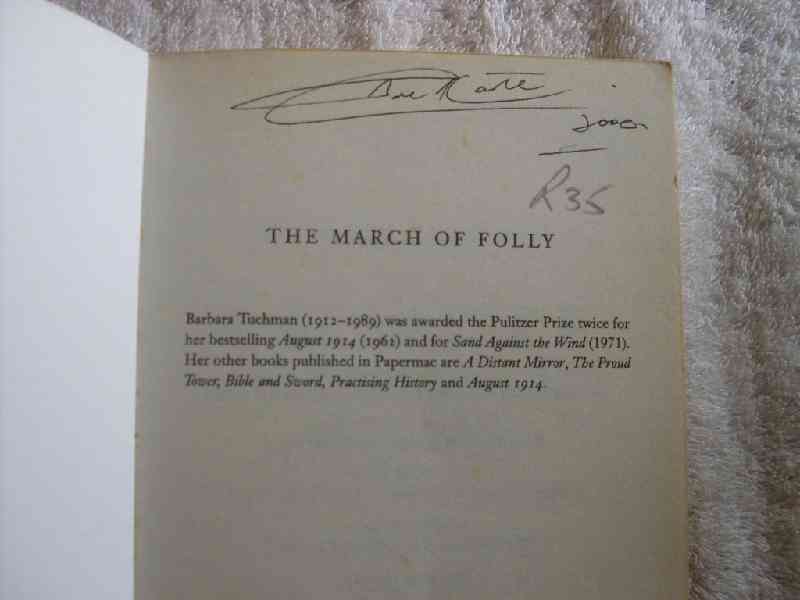 R35
THE MARCH OF FOLLY
Barbara Tuchman (1912–1989) was awarded the Pulitzer Prize twice for
her bestselling August 1914 (1962) and for Sand Against the Wind (1971).
Her other books published in Papermac are A Distant Mirror, The Proud
Tower, Bible and Sword, Practising History and August 1914.